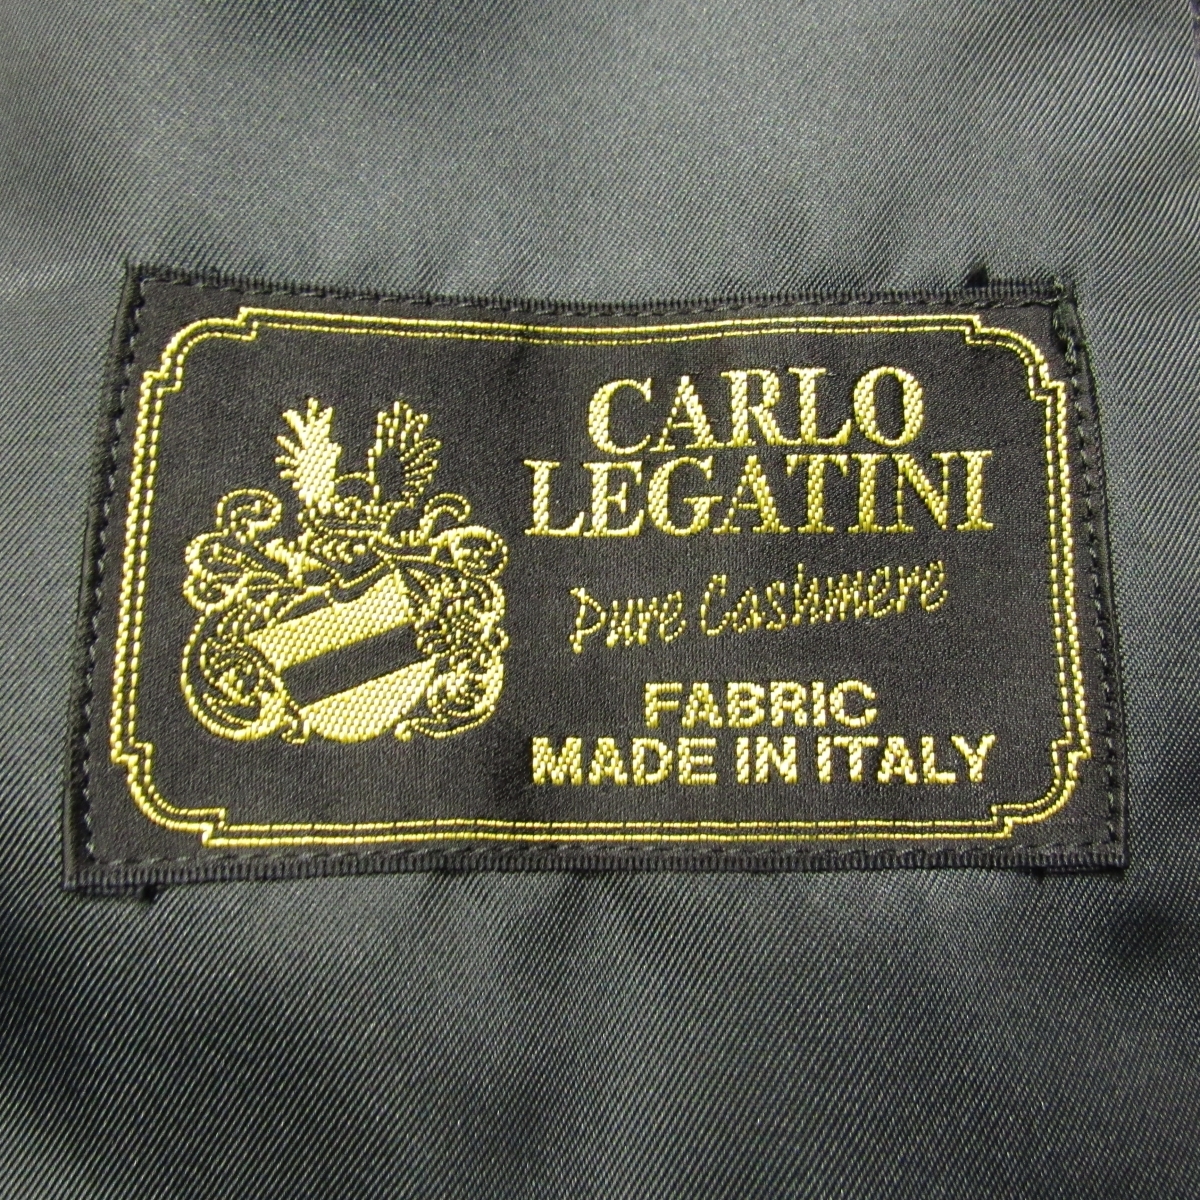 CARLO
LEGATINI
Pure Cashmere
FABRIC
MADE IN ITALY